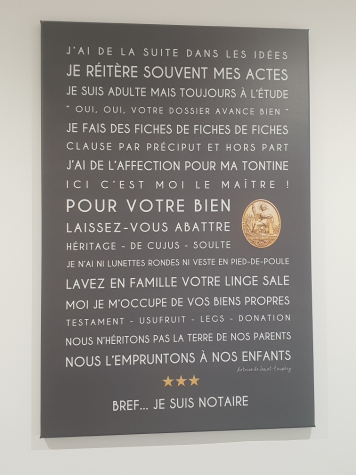 J'AI DE LA SUITE DANS LES IDÉES
JE RÉITÈRE SOUVENT MES ACTES
JE SUIS ADULTE MAIS TOUJOURS À L'ÉTUDE
" OUI, OUI, VOTRE DOSSIER AVANCE BIEN "
JE FAIS DES FICHES DE FICHES DE FICHES
CLAUSE PAR PRÉCIPUT ET HORS PART
J'AI DE L'AFFECTION POUR MA TONTINE
ICI C'EST MOI LE MAÎTRE !
POUR VOTRE BIEN
LAISSEZ-VOUS ABATTRE
HÉRITAGE - DE CUJUS - SOULTE
JE N'AI NI LUNETTES RONDES NI VESTE EN PIED-DE-POULE
LAVEZ EN FAMILLE VOTRE LINGE SALE
MOI JE M'OCCUPE DE VOS BIENS PROPRES
TESTAMENT - USUFRUIT - LEGS - DONATION
NOUS N'HÉRITONS PAS LA TERRE DE NOS PARENTS
NOUS L'EMPRUNTONS À NOS ENFANTS
Antoine de Saint-Exupéry
BREF... JE SUIS NOTAIRE